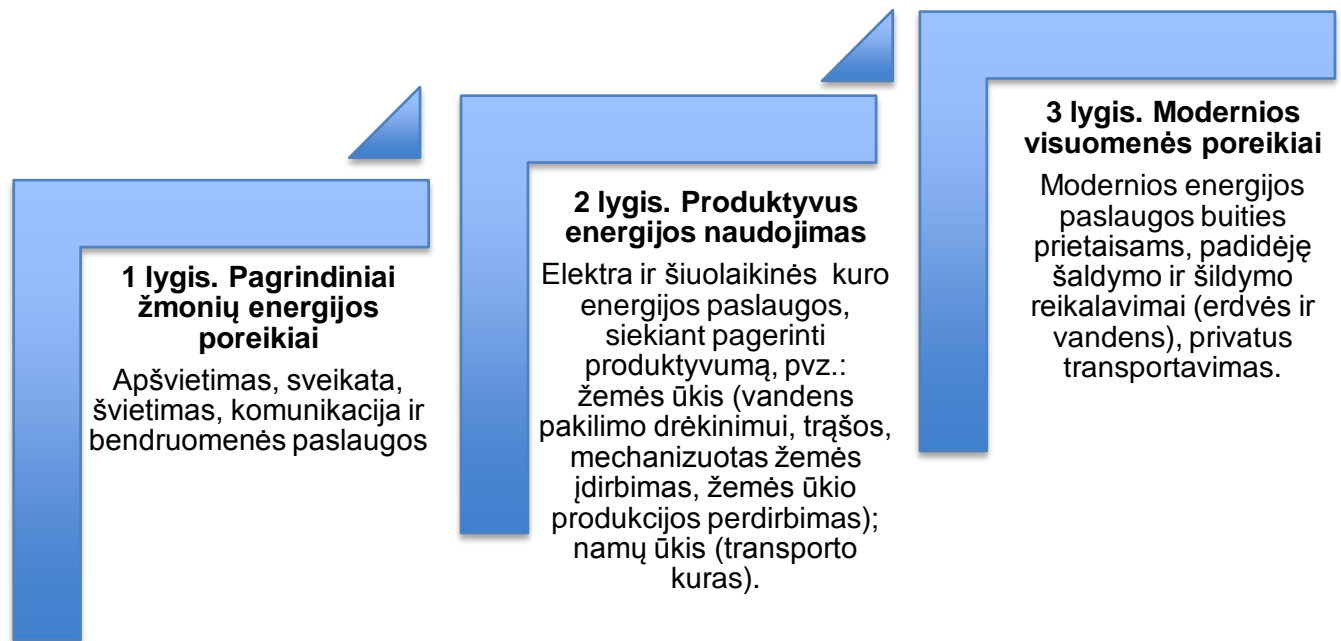 1 lygis. Pagrindiniai
žmonių energijos
poreikiai
Apšvietimas, sveikata,
švietimas, komunikacija ir
bendruomenės paslaugos
2 lygis. Produktyvus
energijos naudojimas
Elektra ir šiuolaikinės kuro
energijos paslaugos,
siekiant pagerinti
produktyvumą, pvz.:
žemės ūkis (vandens
pakilimo drėkinimui, trąšos,
mechanizuotas žemės
įdirbimas, žemės ūkio
produkcijos perdirbimas);
namų ūkis (transporto
kuras).
3 lygis. Modernios
visuomenės poreikiai
Modernios energijos
paslaugos buities
prietaisams, padidėję
šaldymo ir šildymo
reikalavimai (erdvės ir
vandens), privatus
transportavimas.